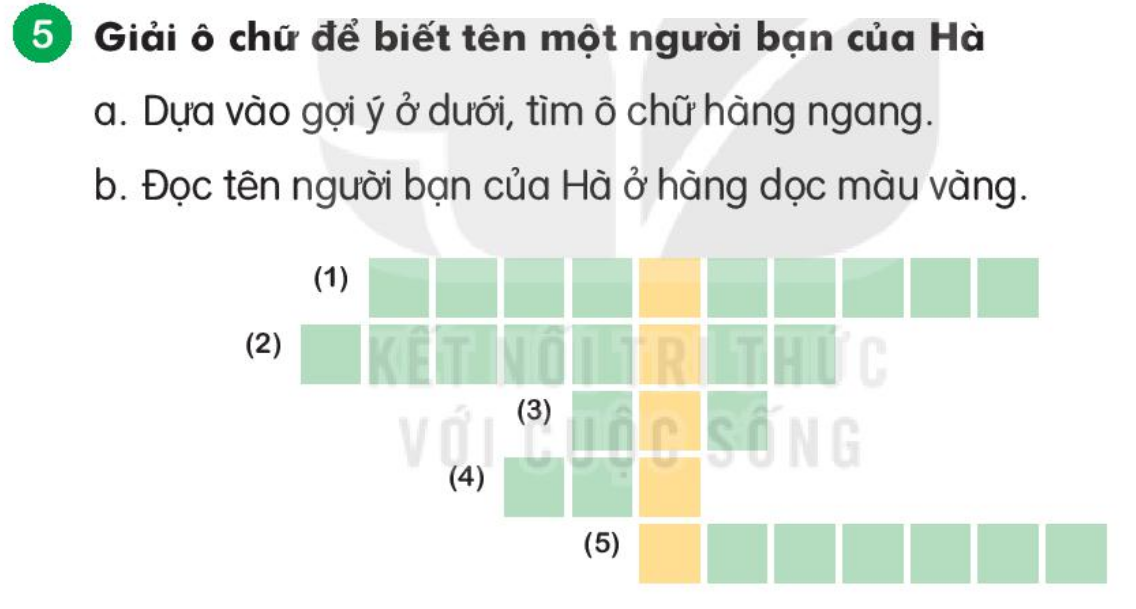 5 Giải ô chữ để biết tên một người bạn của Hà
a. Dựa vào gợi ý ở dưới, tìm ô chữ hàng ngang.
b. Đọc tên người bạn của Hà ở hàng dọc màu vàng.
(1)
(2)
KẾT NỐI TRI THỨC
(3)
VỚI CUỘC SỐNG
(4)
(5)